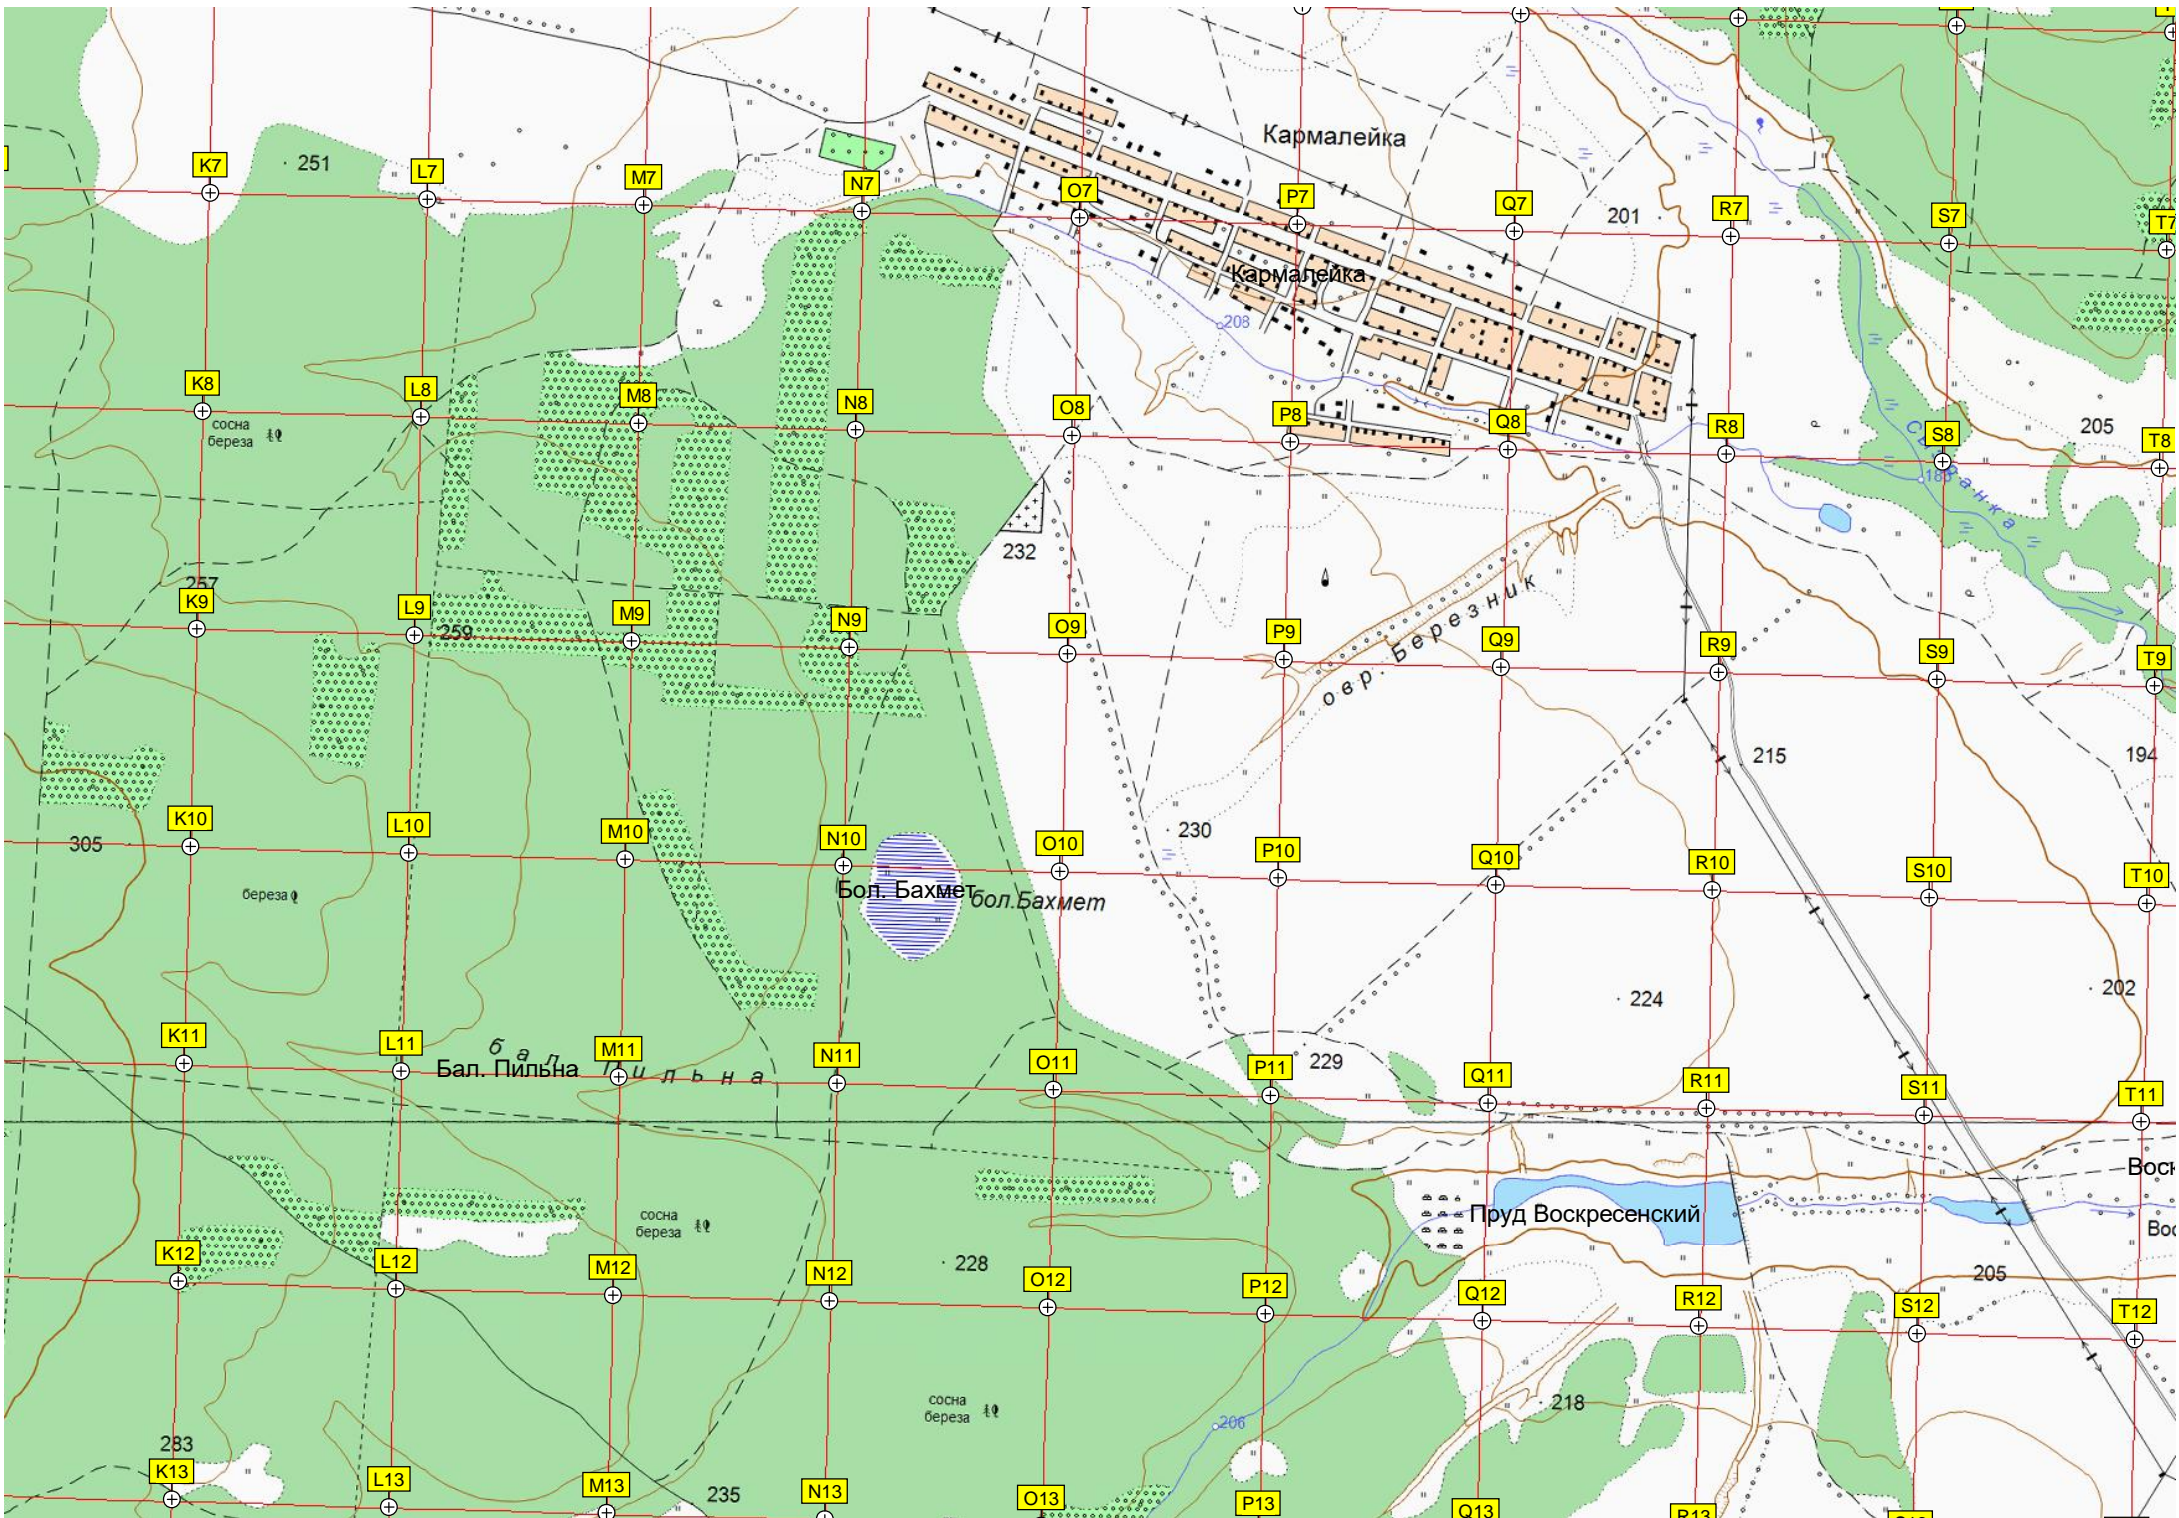 Кармалейка
K7
251
L7
M7
N7
O7
P7
Q7
201
R7
S7
T7
Кармалейка
208
K8
L8
M8
N8
O8
P8
Q8
R8
S8
205
T8
сосна
береза
232
257
K9
L9
259
M9
N9
O9
P9
овр. Березник
Q9
R9
S9
T9
215
194
K10
305
L10
M10
N10
O10
230
P10
Q10
R10
S10
T10
береза
Бол. Бахмет
бол.Бахмет
224
202
K11
L11
бал. Пильна
Бал. Пильна
M11
N11
O11
P11
229
Q11
R11
S11
T11
сосна
береза
Пруд Воскресенский
K12
L12
M12
N12
228
O12
P12
Q12
R12
205
S12
T12
сосна
береза
206
218
283
K13
L13
M13
235
N13
O13
P13
Q13
R13